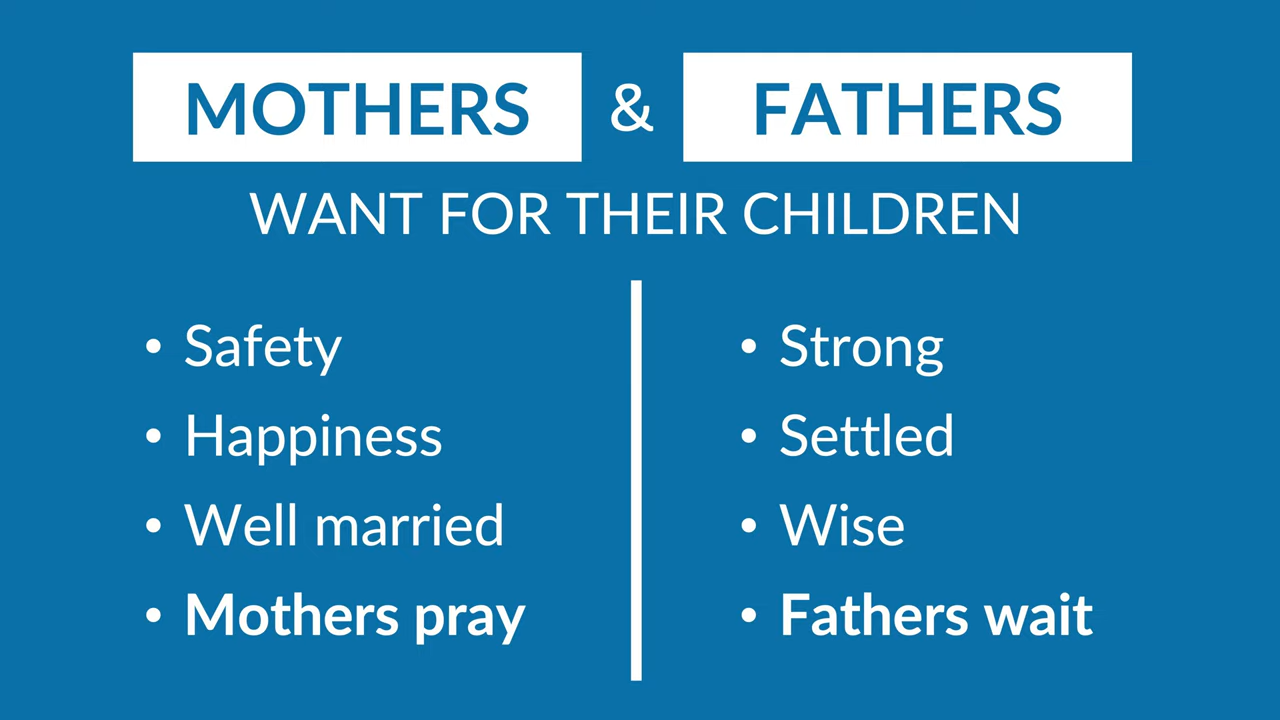 MOTHERS & FATHERS
WANT FOR THEIR CHILDREN
• Safety
• Happiness
• Well married
• Mothers pray
• Strong
• Settled
• Wise
• Fathers wait